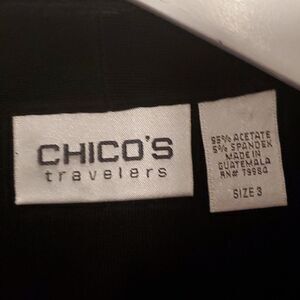 CHICO'S
travelers
95% ACETATE
5% SPANDEX
MADE IN
GUATEMALA
RN# 79984
SIZE 3